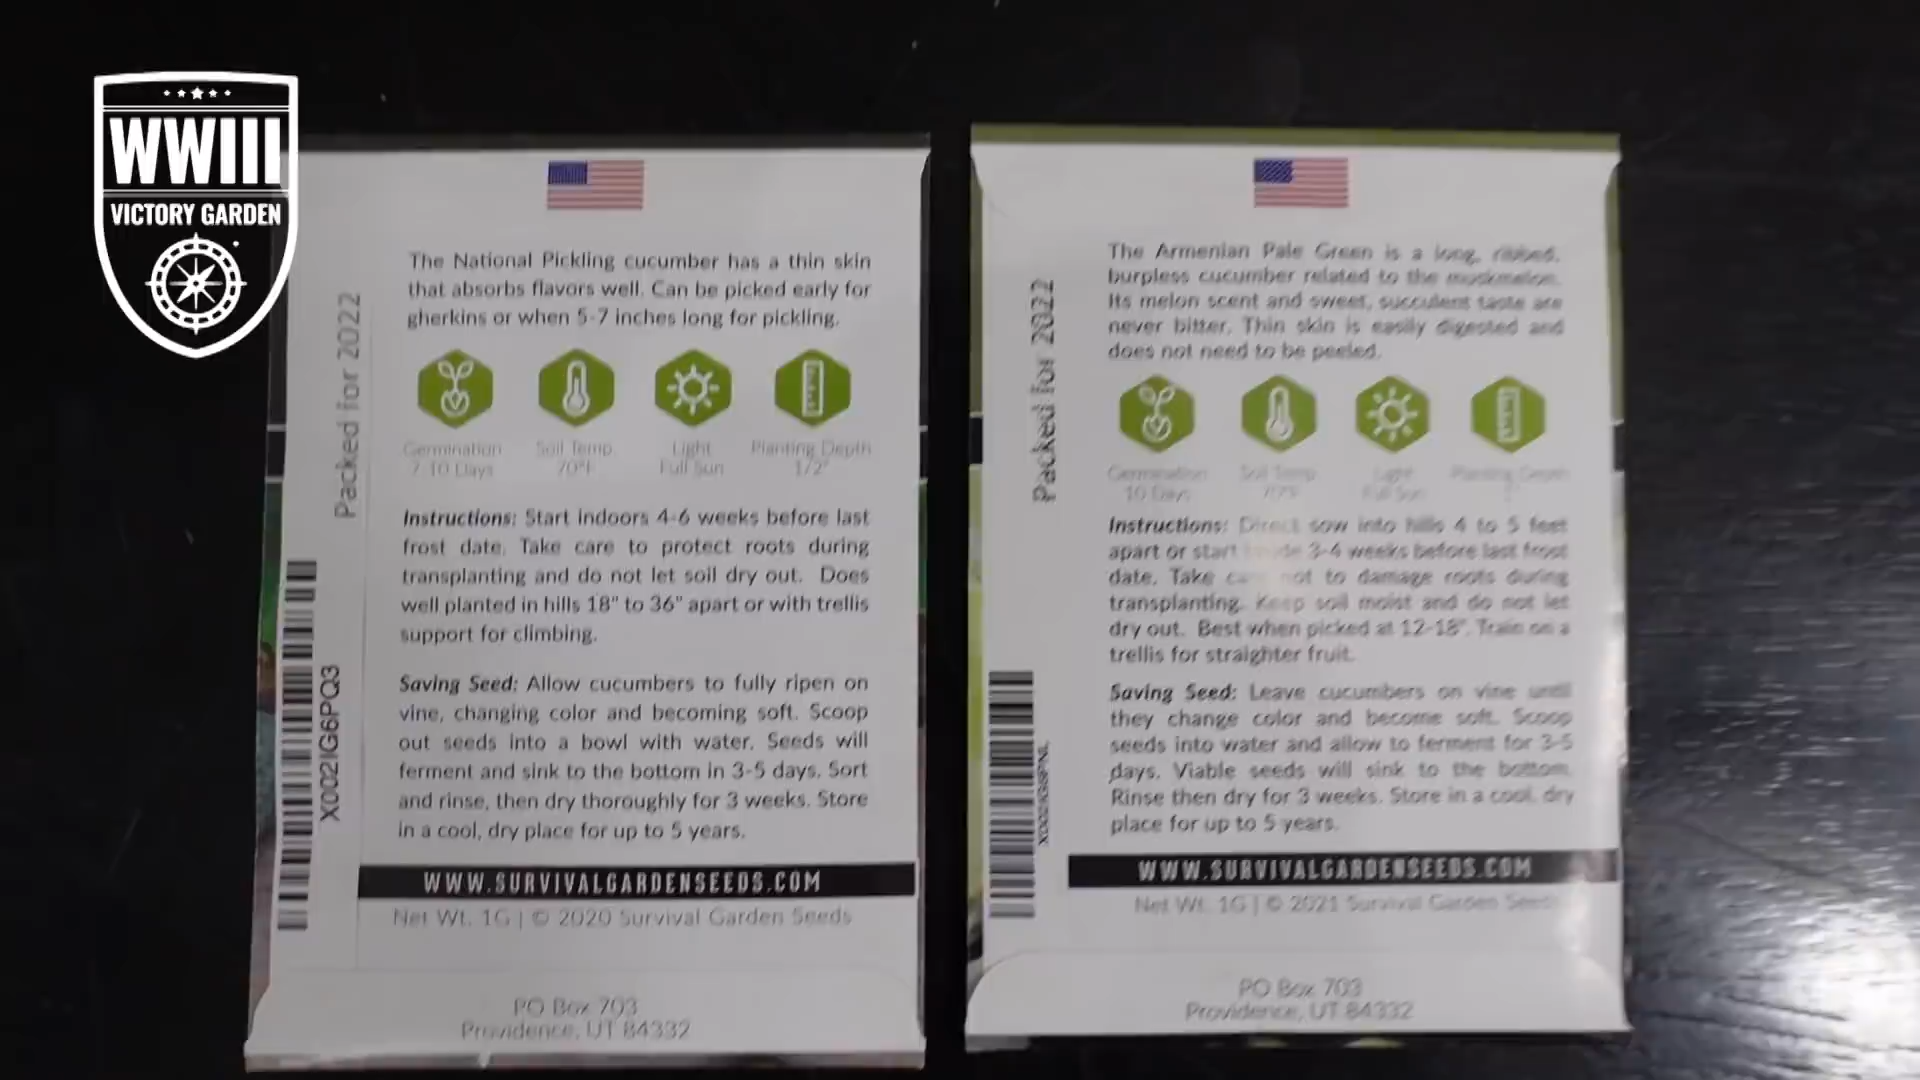 WWIII
VICTORY GARDEN
The National Pickling cucumber has a thin skin
that absorbs flavors well. Can be picked early for
gherkins or when 5-7 inches long for pickling.
Germination
7-10 Days
Soil Temp
70°F
Light
Full Sun
Planting Depth
1/2"
Instructions: Start indoors 4-6 weeks before last
frost date. Take care to protect roots during
transplanting and do not let soil dry out. Does
well planted in hills 18" to 36" apart or with trellis
support for climbing.
Saving Seed: Allow cucumbers to fully ripen on
vine, changing color and becoming soft. Scoop
out seeds into a bowl with water. Seeds will
ferment and sink to the bottom in 3-5 days. Sort
and rinse, then dry thoroughly for 3 weeks. Store
in a cool, dry place for up to 5 years.
WWW.SURVIVALGARDENSEEDS.COM
Net Wt. 1G | © 2020 Survival Garden Seeds
PO Box 703
Providence, UT 84332
Packed for 2022
X002IG6PQ3
The Armenian Pale Green is a long, ribbed,
burpless cucumber related to the muskmelon.
Its melon scent and sweet, succulent taste are
never bitter. Thin skin is easily digested and
does not need to be peeled.
Germination
10 Days
Soil Temp
Light
Full Sun
Planting Depth
Instructions: Direct sow into hills 4 to 5 feet
apart or start 3-4 weeks before last frost
date. Take care not to damage roots during
transplanting. Keep soil moist and do not let
dry out. Best when picked at 12-18". Train on a
trellis for straighter fruit.
Saving Seed: Leave cucumbers on vine until
they change color and become soft. Scoop
seeds into water and allow to ferment for 3-5
days. Viable seeds will sink to the bottom.
Rinse then dry for 3 weeks. Store in a cool, dry
place for up to 5 years.
WWW.SURVIVALGARDENSEEDS.COM
Net Wt. 1G | © 2021 Survival Garden Seeds
PO Box 703
Providence, UT 84332
Packed for 2022